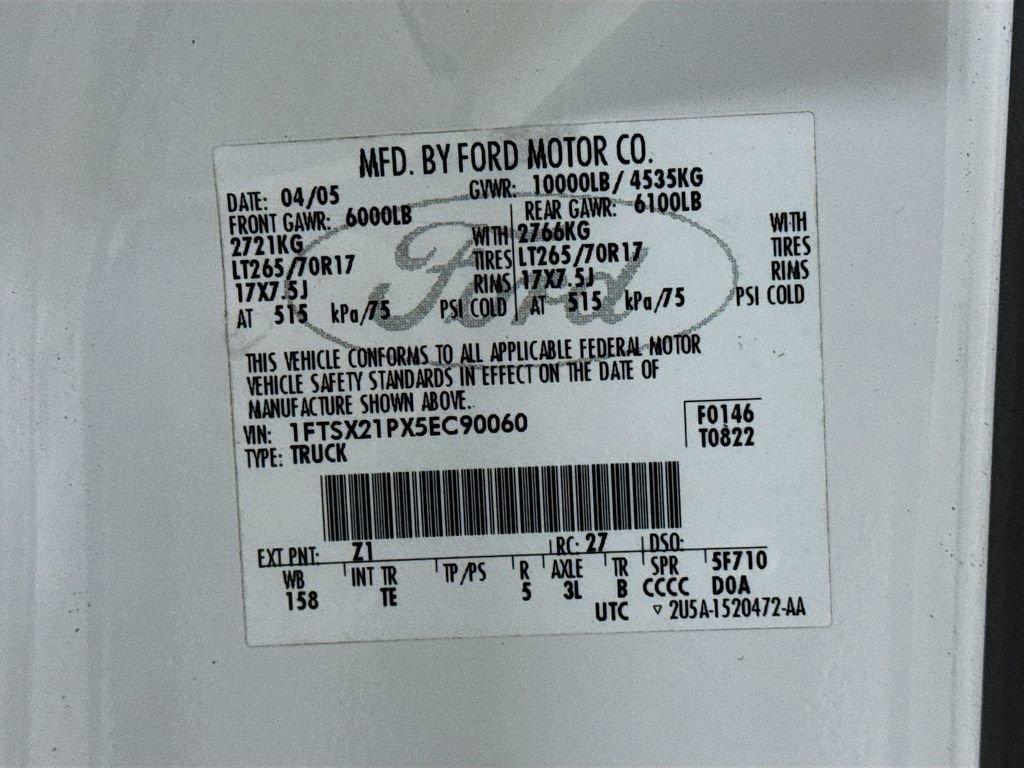 MFD. BY FORD MOTOR CO.
DATE: 04/05 GVWR: 10000LB/ 4535KG
FRONT GAWR: 6000LB REAR GAWR: 6100LB
2721KG WITH 2766KG WITH
LT265/70R17 TIRES LT265/70R17 TIRES
17X7.5J RIMS 17X7.5J RIMS
AT 515 kPa/75 PSI COLD AT 515 kPa/75 PSI COLD
Ford
THIS VEHICLE CONFORMS TO ALL APPLICABLE FEDERAL MOTOR
VEHICLE SAFETY STANDARDS IN EFFECT ON THE DATE OF
MANUFACTURE SHOWN ABOVE.
VIN: 1FTSX21PX5EC90060 F0146
TYPE: TRUCK T0822
EXT PNT: Z1 RC: 27 DSO:
WB INT TR TP/PS R AXLE TR SPR 5F710
158 TE 5 3L B CCCC D0A
UTC ▽ 2U5A-1520472-AA